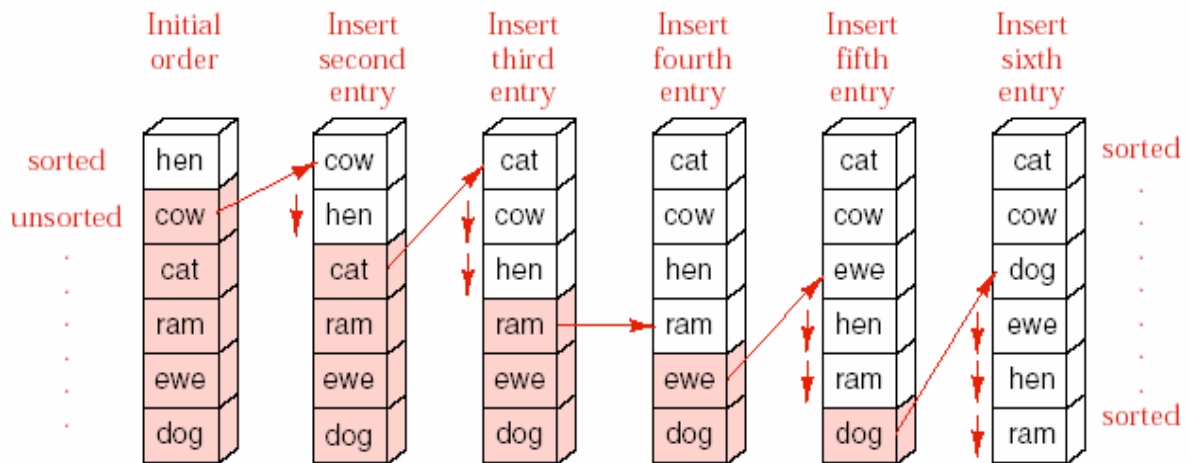 Initial
order
Insert
second
entry
Insert
third
entry
Insert
fourth
entry
Insert
fifth
entry
Insert
sixth
entry
sorted
hen
cow
cat
cat
cat
cat
sorted
unsorted
cow
hen
cow
cow
cow
cow
cat
cat
hen
hen
ewe
dog
ram
ram
ram
ram
hen
ewe
ewe
ewe
ewe
ewe
ram
hen
dog
dog
dog
dog
dog
ram
sorted